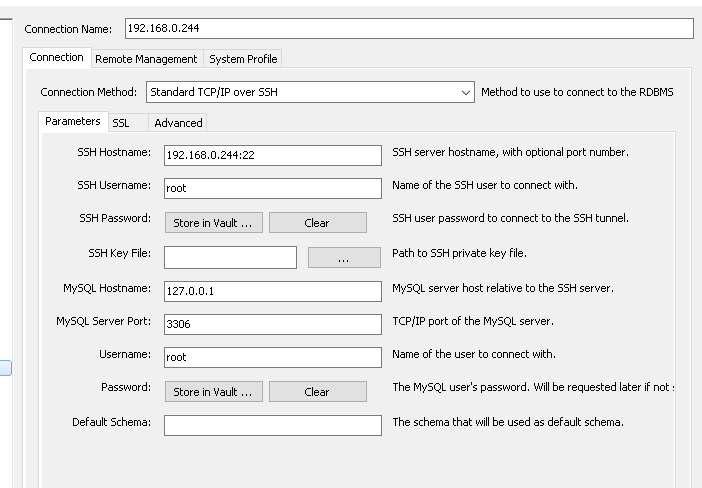 Connection Name: 192.168.0.244
Connection Remote Management System Profile
Connection Method: Standard TCP/IP over SSH Method to use to connect to the RDBMS
Parameters SSL Advanced
SSH Hostname: 192.168.0.244:22 SSH server hostname, with optional port number.
SSH Username: root Name of the SSH user to connect with.
SSH Password: Store in Vault ... Clear SSH user password to connect to the SSH tunnel.
SSH Key File: ... Path to SSH private key file.
MySQL Hostname: 127.0.0.1 MySQL server host relative to the SSH server.
MySQL Server Port: 3306 TCP/IP port of the MySQL server.
Username: root Name of the user to connect with.
Password: Store in Vault ... Clear The MySQL user's password. Will be requested later if not
Default Schema: The schema that will be used as default schema.